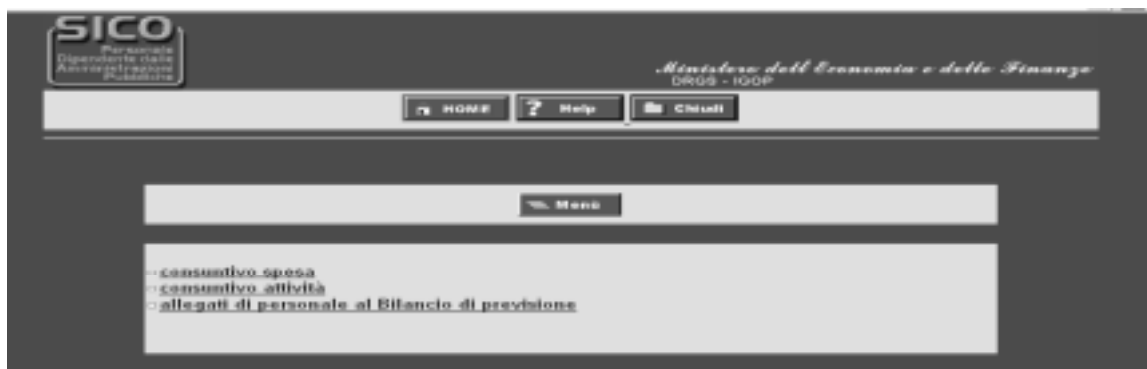 SICO
Personale
Dipendente dalle
Amministrazioni
Pubbliche
Ministero dell'Economia e delle Finanze
DRGS - IGOP
HOME
? Help
Chiudi
Menù
consuntivo spesa
consuntivo attività
allegati di personale al Bilancio di previsione